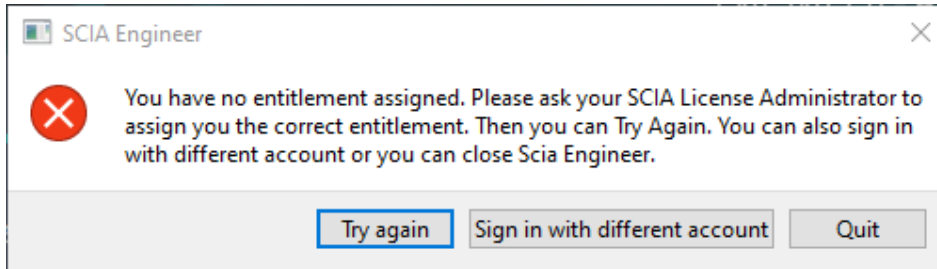 SCIA Engineer
You have no entitlement assigned. Please ask your SCIA License Administrator to
assign you the correct entitlement. Then you can Try Again. You can also sign in
with different account or you can close Scia Engineer.
Try again Sign in with different account Quit